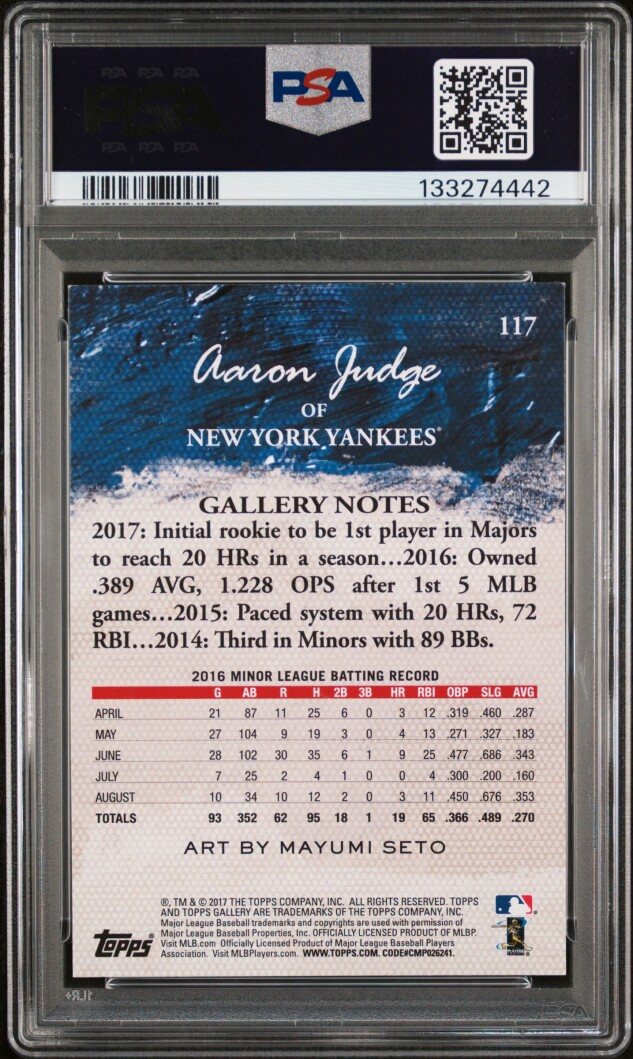 PSA PSA PSA
PSA
PSA PSA PSA
PSA
133274442
117
Aaron Judge
OF
NEW YORK YANKEES®
GALLERY NOTES
2017: Initial rookie to be 1st player in Majors
to reach 20 HRs in a season...2016: Owned
.389 AVG, 1.228 OPS after 1st 5 MLB
games...2015: Paced system with 20 HRs, 72
RBI...2014: Third in Minors with 89 BBs.
2016 MINOR LEAGUE BATTING RECORD
G AB R H 2B 3B HR RBI OBP SLG AVG
APRIL 21 87 11 25 6 0 3 12 .319 .460 .287
MAY 27 104 9 19 3 0 4 13 .271 .327 .183
JUNE 28 102 30 35 6 1 9 25 .477 .686 .343
JULY 7 25 2 4 1 0 0 4 .300 .200 .160
AUGUST 10 34 10 12 2 0 3 11 .450 .676 .353
TOTALS 93 352 62 95 18 1 19 65 .366 .489 .270
ART BY MAYUMI SETO
®, TM & © 2017 THE TOPPS COMPANY, INC. ALL RIGHTS RESERVED. TOPPS
AND TOPPS GALLERY ARE TRADEMARKS OF THE TOPPS COMPANY, INC.
Major League Baseball trademarks and copyrights are used with permission of
Major League Baseball Properties, Inc. OFFICIALLY LICENSED PRODUCT OF MLBP.
Visit MLB.com Officially Licensed Product of Major League Baseball Players
Association. Visit MLBPlayers.com. WWW.TOPPS.COM. CODE#CMP026241.
Topps®
PSA